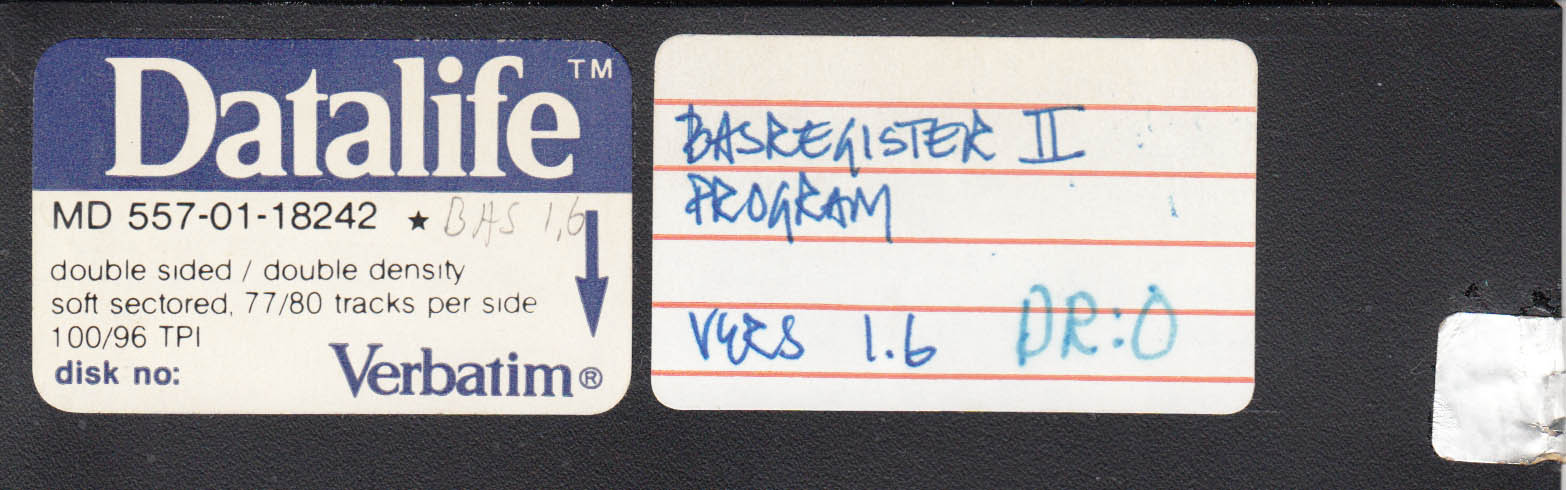 Datalife™
MD 557-01-18242 ★ BAS 1,6
double sided / double density
soft sectored, 77/80 tracks per side
100/96 TPI
disk no:
Verbatim®
BASREGISTER II
PROGRAM
VERS 1.6 DR:0